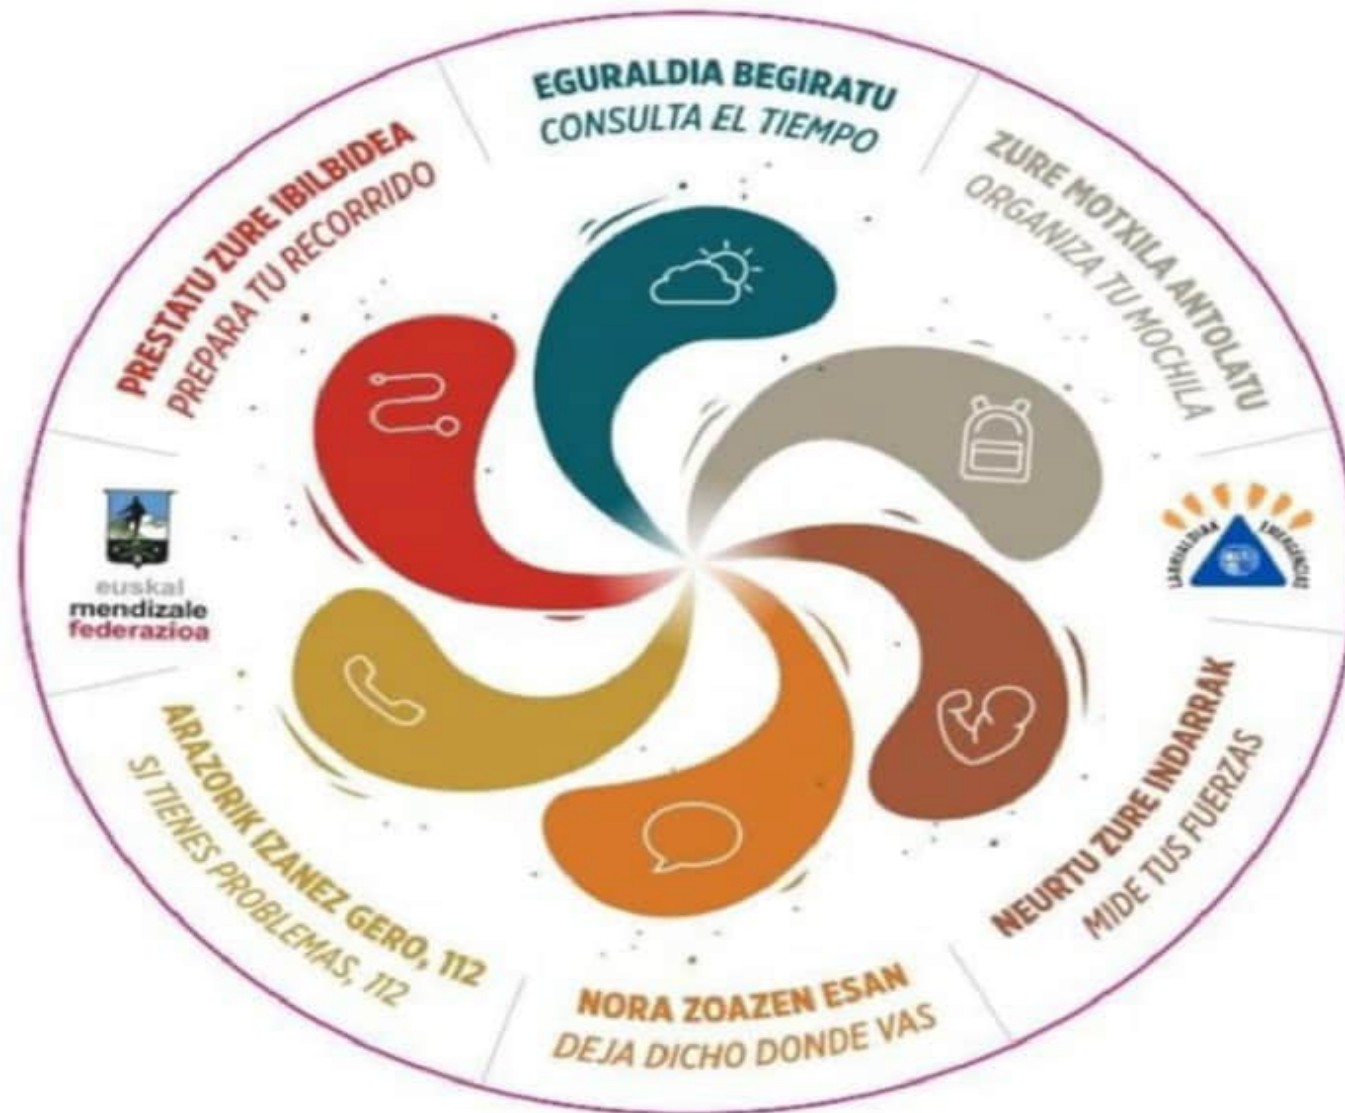 EGURALDIA BEGIRATU
CONSULTA EL TIEMPO
ZURE MOTXILA ANTOLATU
ORGANIZA TU MOCHILA
LARRIALDIAK EMERGENCIAS
NEURTU ZURE INDARRAK
MIDE TUS FUERZAS
NORA ZOAZEN ESAN
DEJA DICHO DONDE VAS
ARAZORIK IZANEZ GERO, 112
SI TIENES PROBLEMAS, 112
euskal
mendizale
federazioa
PRESTATU ZURE IBILBIDEA
PREPARA TU RECORRIDO